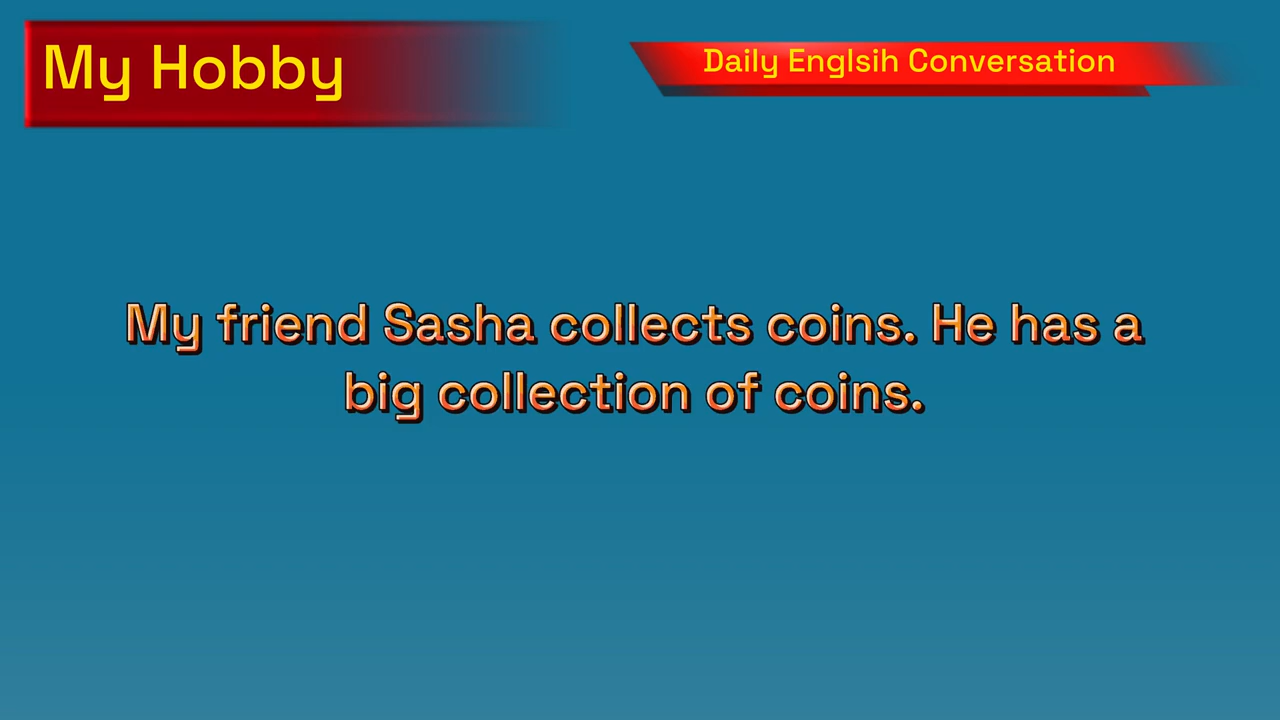 My Hobby
Daily Englsih Conversation
My friend Sasha collects coins. He has a
big collection of coins.